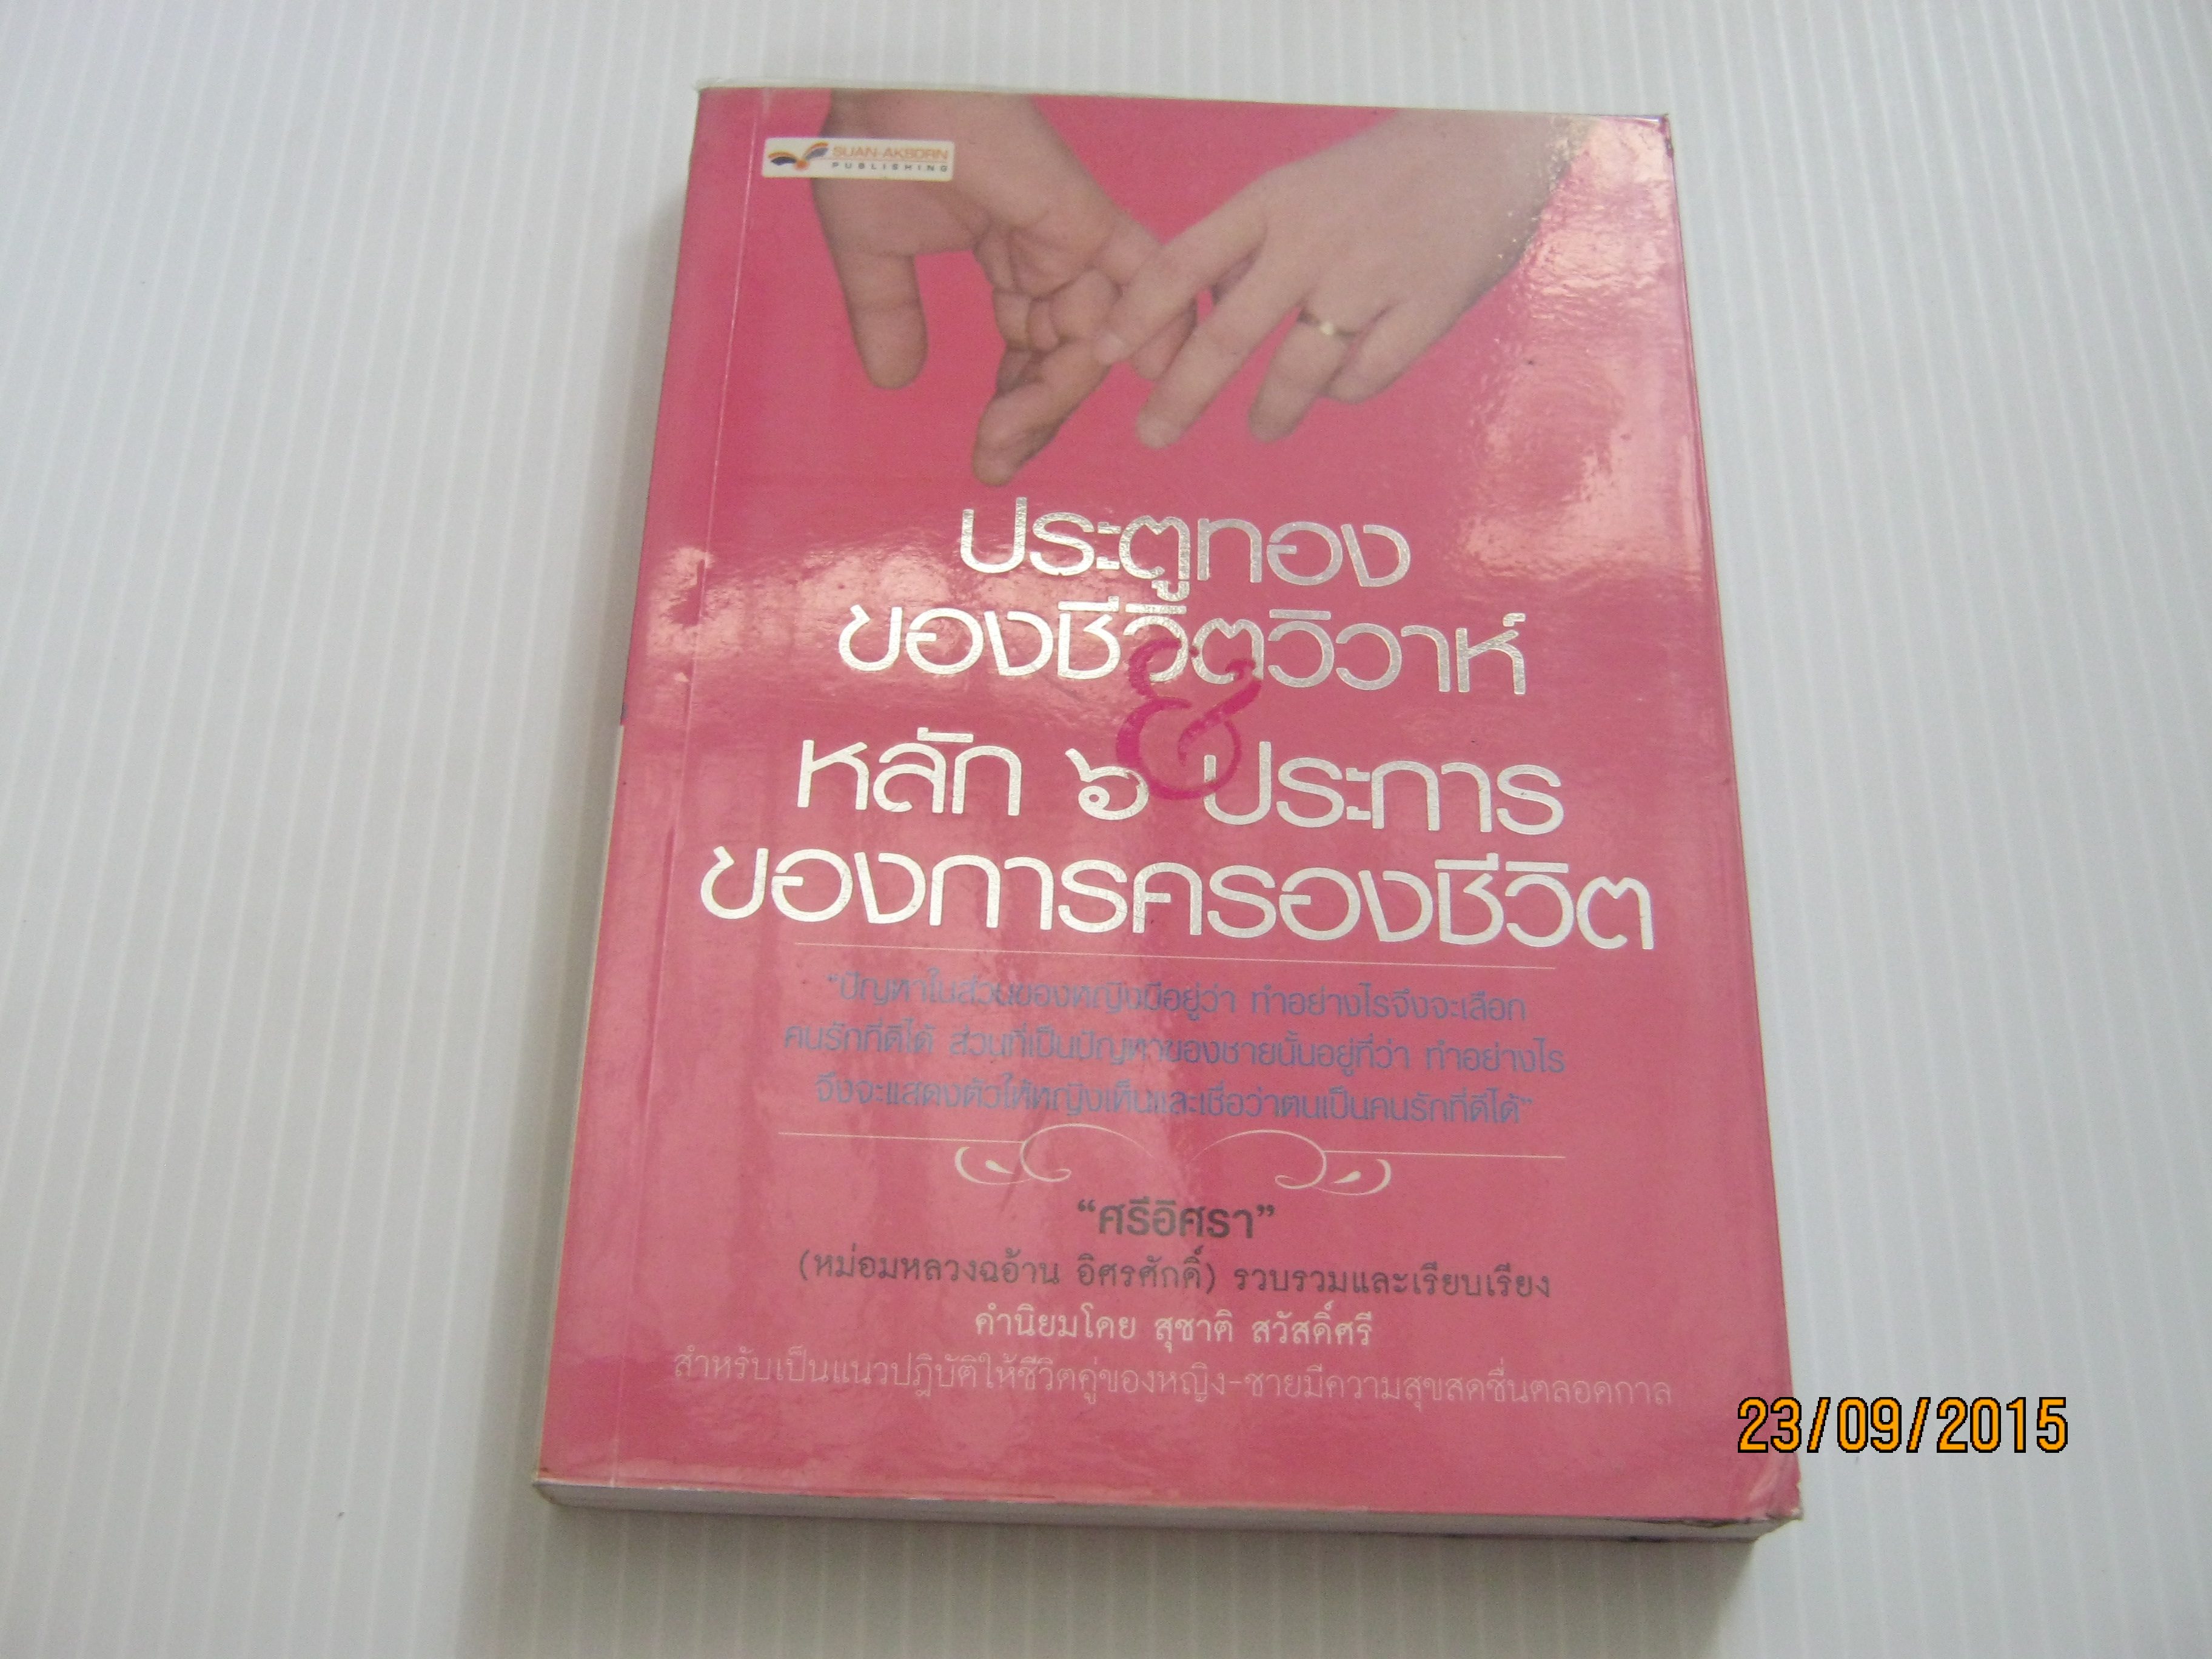 SUAN-AKSORN
PUBLISHING
ประตูทอง
ของชีวิตวิวาห์
&
หลัก ๖ ประการ
ของการครองชีวิต
"ปัญหาในส่วนของหญิงมีอยู่ว่า ทำอย่างไรจึงจะเลือก
คนรักที่ดีได้ ส่วนที่เป็นปัญหาของชายนั้นอยู่ที่ว่า ทำอย่างไร
จึงจะแสดงตัวให้หญิงเห็นและเชื่อว่าตนเป็นคนรักที่ดีได้"
"ศรีอิศรา"
(หม่อมหลวงฉอ้าน อิศรศักดิ์) รวบรวมและเรียบเรียง
คำนิยมโดย สุชาติ สวัสดิ์ศรี
สำหรับเป็นแนวปฎิบัติให้ชีวิตคู่ของหญิง-ชายมีความสุขสดชื่นตลอดกาล
23/09/2015